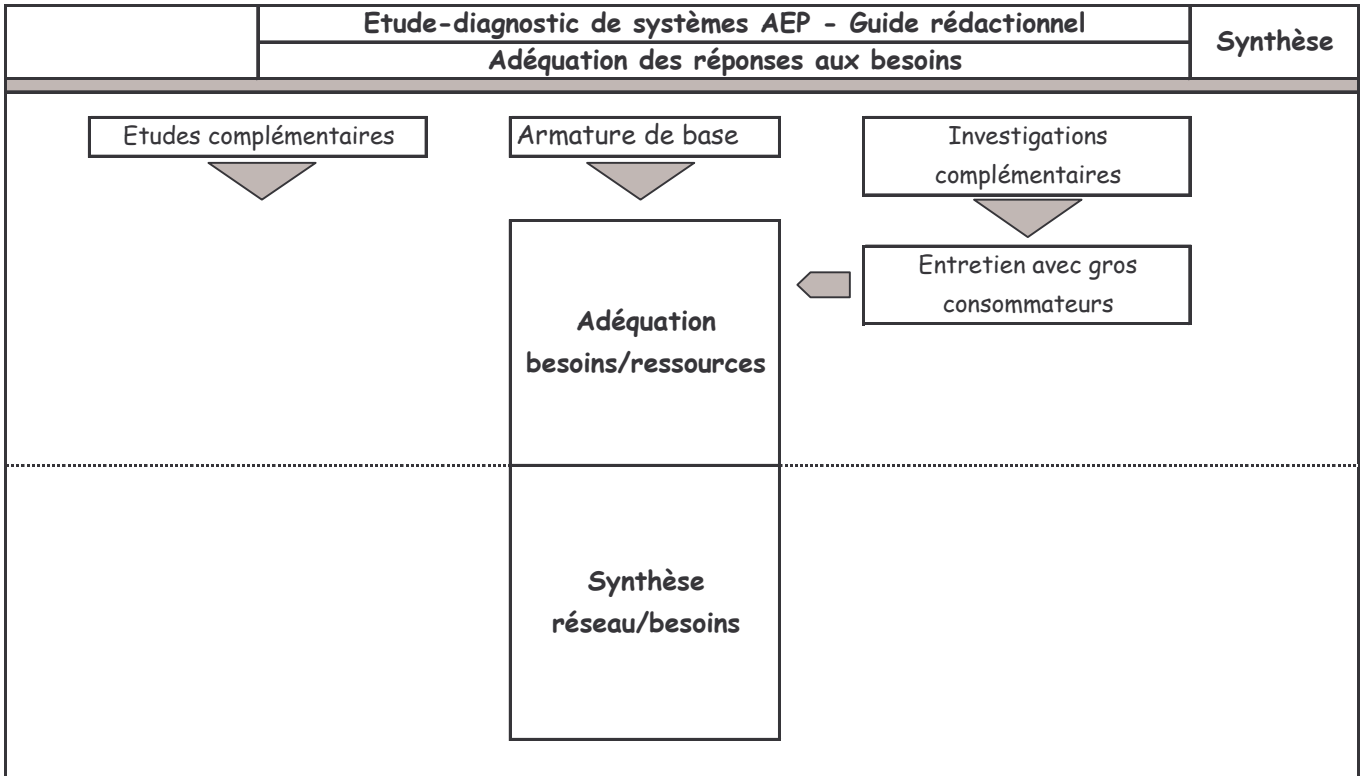 Etude-diagnostic de systèmes AEP - Guide rédactionnel
Adéquation des réponses aux besoins
Synthèse
Etudes complémentaires
Armature de base
Investigations
complémentaires
Entretien avec gros
consommateurs
Adéquation
besoins/ressources
Synthèse
réseau/besoins